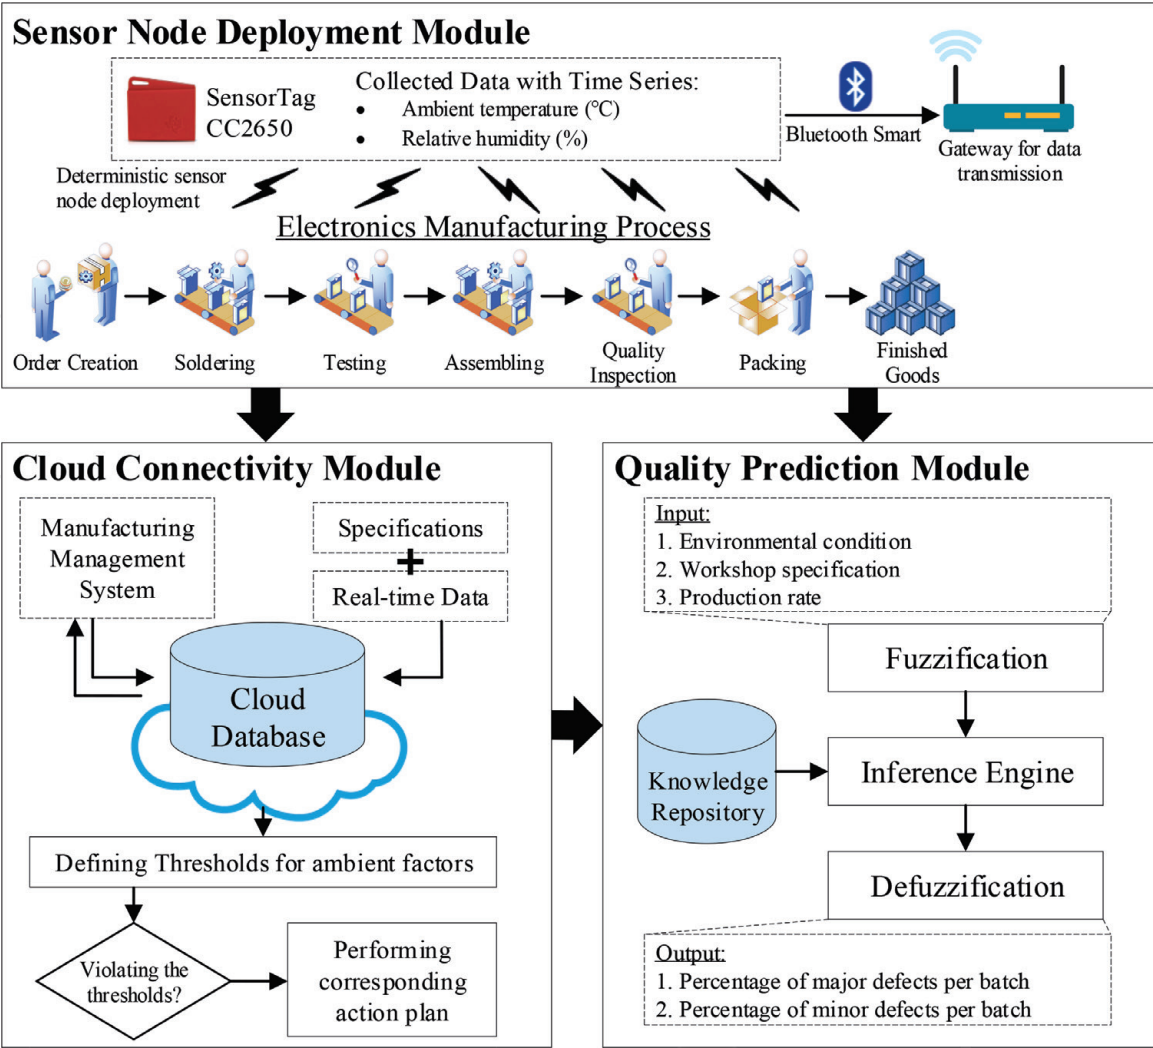 Sensor Node Deployment Module
SensorTag
CC2650
Collected Data with Time Series:
• Ambient temperature (℃)
• Relative humidity (%)
Bluetooth Smart
Gateway for data
transmission
Deterministic sensor
node deployment
Electronics Manufacturing Process
Order Creation
Soldering
Testing
Assembling
Quality
Inspection
Packing
Finished
Goods
Cloud Connectivity Module
Manufacturing
Management
System
Specifications
+
Real-time Data
Cloud
Database
Defining Thresholds for ambient factors
Violating the
thresholds?
Performing
corresponding
action plan
Quality Prediction Module
Input:
1. Environmental condition
2. Workshop specification
3. Production rate
Fuzzification
Knowledge
Repository
Inference Engine
Defuzzification
Output:
1. Percentage of major defects per batch
2. Percentage of minor defects per batch